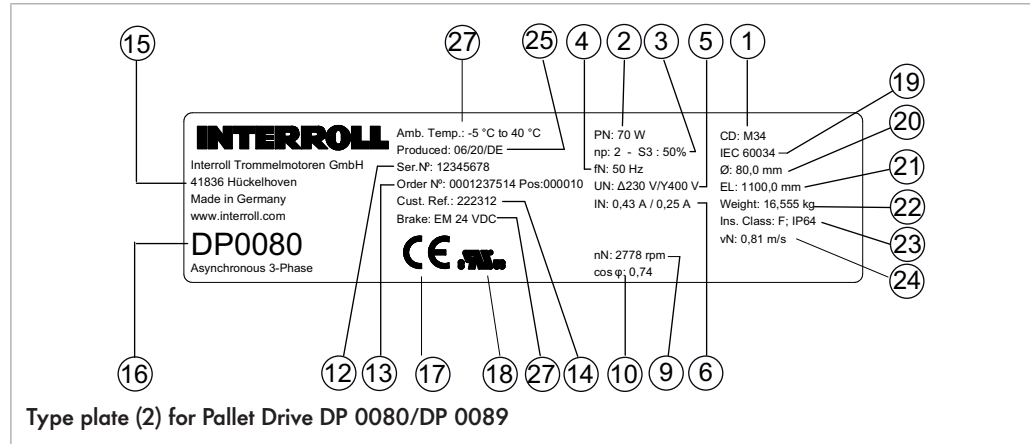 15
27
25
4
2
3
5
1
19
20
21
22
23
24
INTERROLL
Interroll Trommelmotoren GmbH
41836 Hückelhoven
Made in Germany
www.interroll.com
DP0080
Asynchronous 3-Phase
Amb. Temp.: -5 °C to 40 °C
Produced: 06/20/DE
Ser.Nº: 12345678
Order Nº: 0001237514 Pos:000010
Cust. Ref.: 222312
Brake: EM 24 VDC
CE
PN: 70 W
np: 2 - S3 : 50%
fN: 50 Hz
UN: Δ230 V/Y400 V
IN: 0,43 A / 0,25 A
nN: 2778 rpm
cos φ: 0,74
CD: M34
IEC 60034
Ø: 80,0 mm
EL: 1100,0 mm
Weight: 16,555 kg
Ins. Class: F; IP64
vN: 0,81 m/s
16
12
13
17
18
27
14
10
9
6
Type plate (2) for Pallet Drive DP 0080/DP 0089